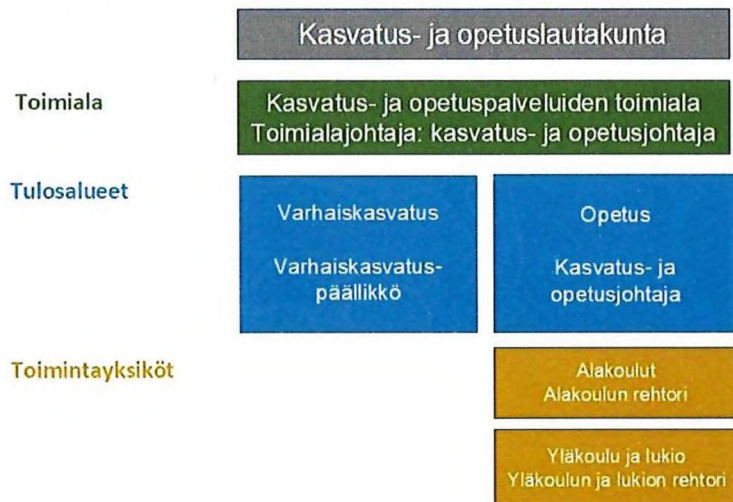 Kasvatus- ja opetuslautakunta
Toimiala
Kasvatus- ja opetuspalveluiden toimiala
Toimialajohtaja: kasvatus- ja opetusjohtaja
Tulosalueet
Varhaiskasvatus
Varhaiskasvatus-
päällikkö
Opetus
Kasvatus- ja
opetusjohtaja
Toimintayksiköt
Alakoulut
Alakoulun rehtori
Yläkoulu ja lukio
Yläkoulun ja lukion rehtori